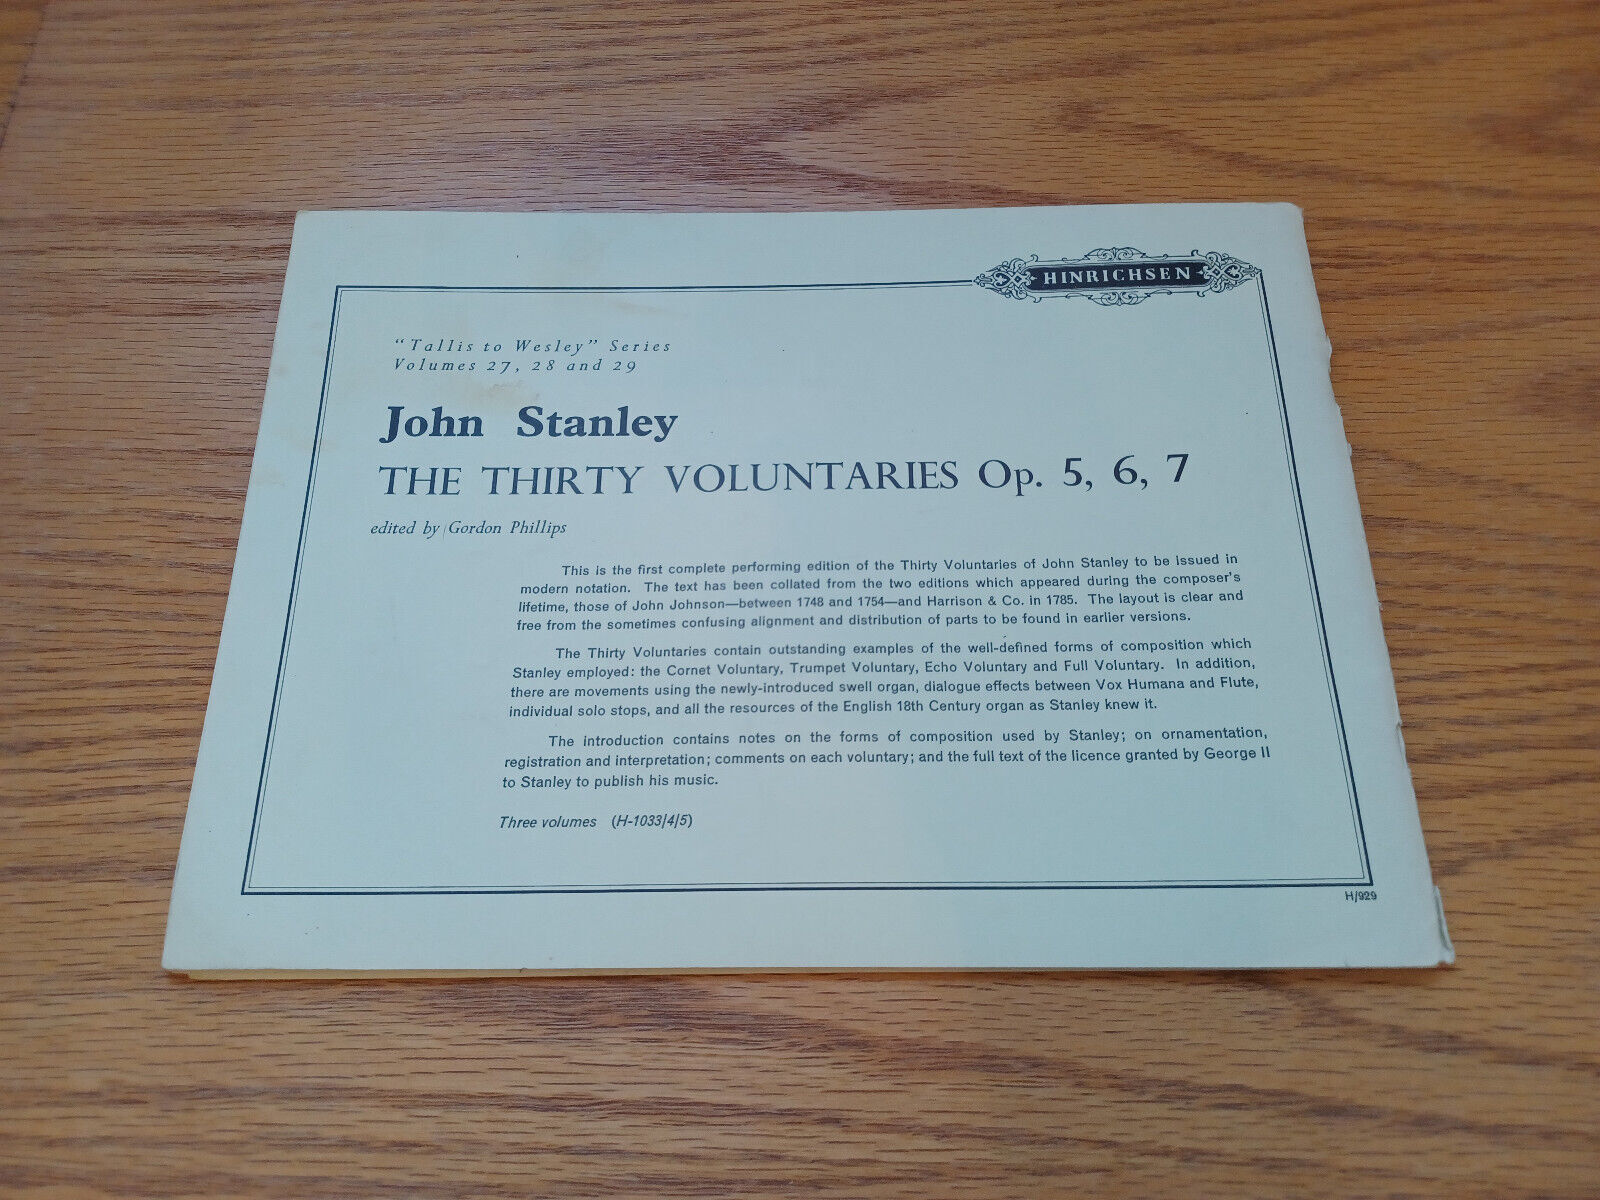 HINRICHSEN
"Tallis to Wesley" Series
Volumes 27, 28 and 29
John Stanley
THE THIRTY VOLUNTARIES Op. 5, 6, 7
edited by Gordon Phillips
This is the first complete performing edition of the Thirty Voluntaries of John Stanley to be issued in
modern notation. The text has been collated from the two editions which appeared during the composer's
lifetime, those of John Johnson—between 1748 and 1754—and Harrison & Co. in 1785. The layout is clear and
free from the sometimes confusing alignment and distribution of parts to be found in earlier versions.
The Thirty Voluntaries contain outstanding examples of the well-defined forms of composition which
Stanley employed: the Cornet Voluntary, Trumpet Voluntary, Echo Voluntary and Full Voluntary. In addition,
there are movements using the newly-introduced swell organ, dialogue effects between Vox Humana and Flute,
individual solo stops, and all the resources of the English 18th Century organ as Stanley knew it.
The introduction contains notes on the forms of composition used by Stanley; on ornamentation,
registration and interpretation; comments on each voluntary; and the full text of the licence granted by George II
to Stanley to publish his music.
Three volumes (H-1033/4/5)
H/929